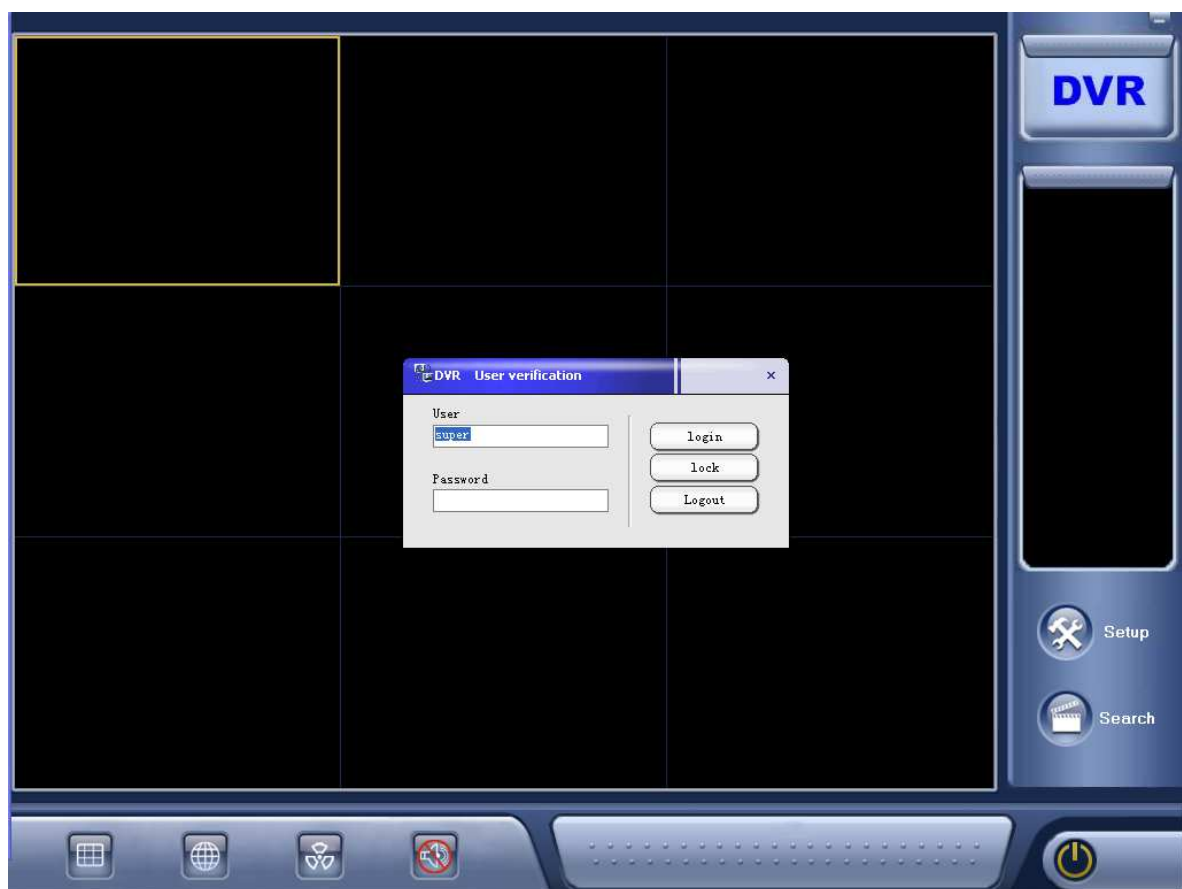 DVR
DVR User verification
User
super
login
lock
Password
Logout
Setup
Search